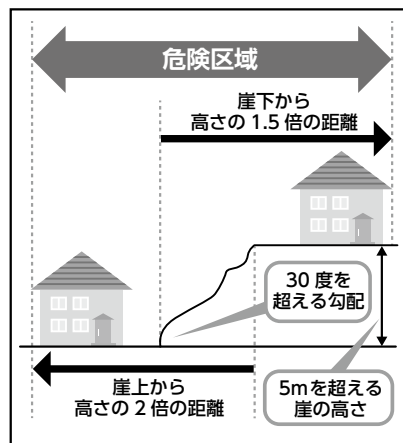 危険区域
崖下から
高さの 1.5 倍の距離
30 度を
超える勾配
崖上から
高さの 2 倍の距離
5mを超える
崖の高さ